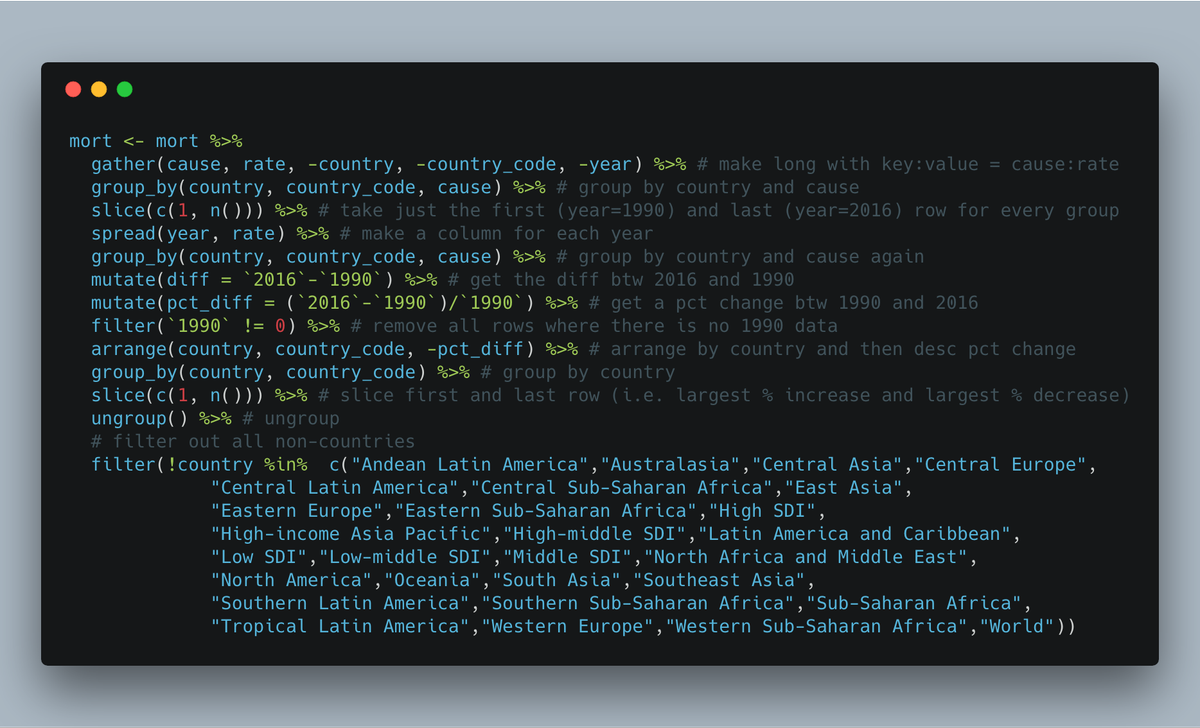 mort <- mort %>%
  gather(cause, rate, -country, -country_code, -year) %>% # make long with key:value = cause:rate
  group_by(country, country_code, cause) %>% # group by country and cause
  slice(c(1, n())) %>% # take just the first (year=1990) and last (year=2016) row for every group
  spread(year, rate) %>% # make a column for each year
  group_by(country, country_code, cause) %>% # group by country and cause again
  mutate(diff = `2016`-`1990`) %>% # get the diff btw 2016 and 1990
  mutate(pct_diff = (`2016`-`1990`)/`1990`) %>% # get a pct change btw 1990 and 2016
  filter(`1990` != 0) %>% # remove all rows where there is no 1990 data
  arrange(country, country_code, -pct_diff) %>% # arrange by country and then desc pct change
  group_by(country, country_code) %>% # group by country
  slice(c(1, n())) %>% # slice first and last row (i.e. largest % increase and largest % decrease)
  ungroup() %>% # ungroup
  # filter out all non-countries
  filter(!country %in%  c("Andean Latin America","Australasia","Central Asia","Central Europe",
             "Central Latin America","Central Sub-Saharan Africa","East Asia",
             "Eastern Europe","Eastern Sub-Saharan Africa","High SDI",
             "High-income Asia Pacific","High-middle SDI","Latin America and Caribbean",
             "Low SDI","Low-middle SDI","Middle SDI","North Africa and Middle East",
             "North America","Oceania","South Asia","Southeast Asia",
             "Southern Latin America","Southern Sub-Saharan Africa","Sub-Saharan Africa",
             "Tropical Latin America","Western Europe","Western Sub-Saharan Africa","World"))